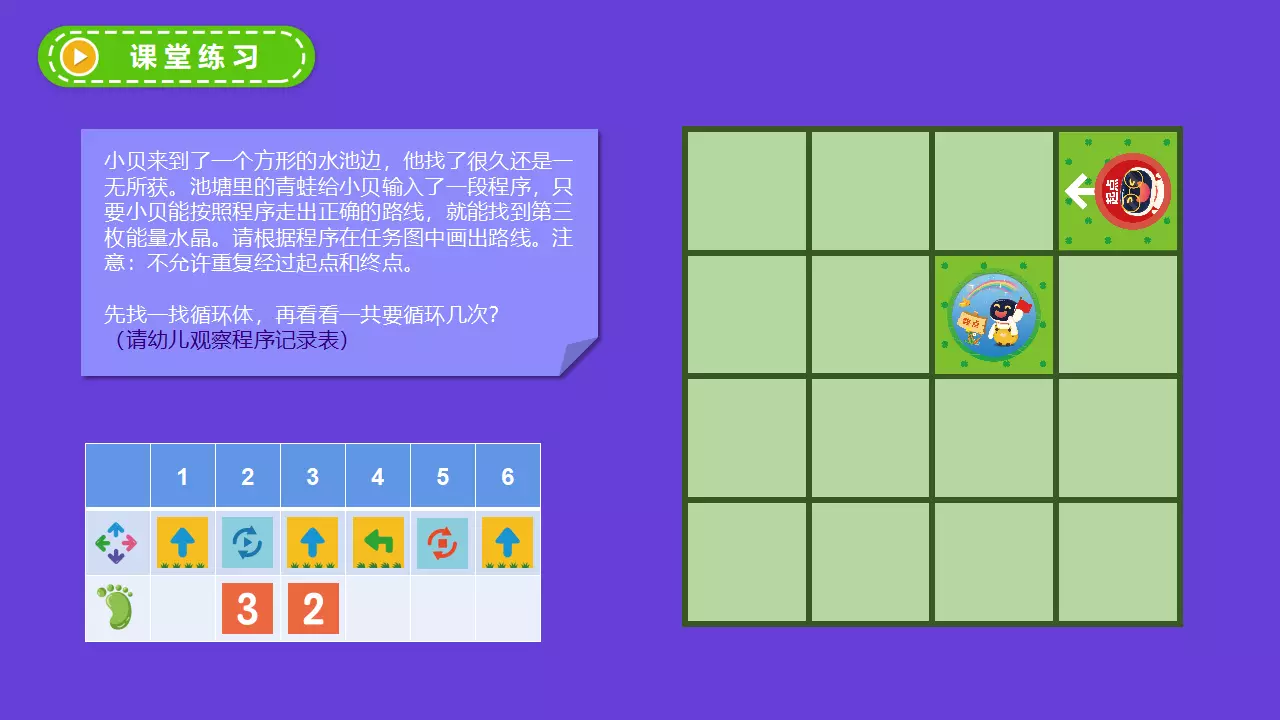 课堂练习
小贝来到了一个方形的水池边，他找了很久还是一
无所获。池塘里的青蛙给小贝输入了一段程序，只
要小贝能按照程序走出正确的路线，就能找到第三
枚能量水晶。请根据程序在任务图中画出路线。注
意：不允许重复经过起点和终点。
先找一找循环体，再看看一共要循环几次？
（请幼儿观察程序记录表）
1 2 3 4 5 6
3 2
起点
终点